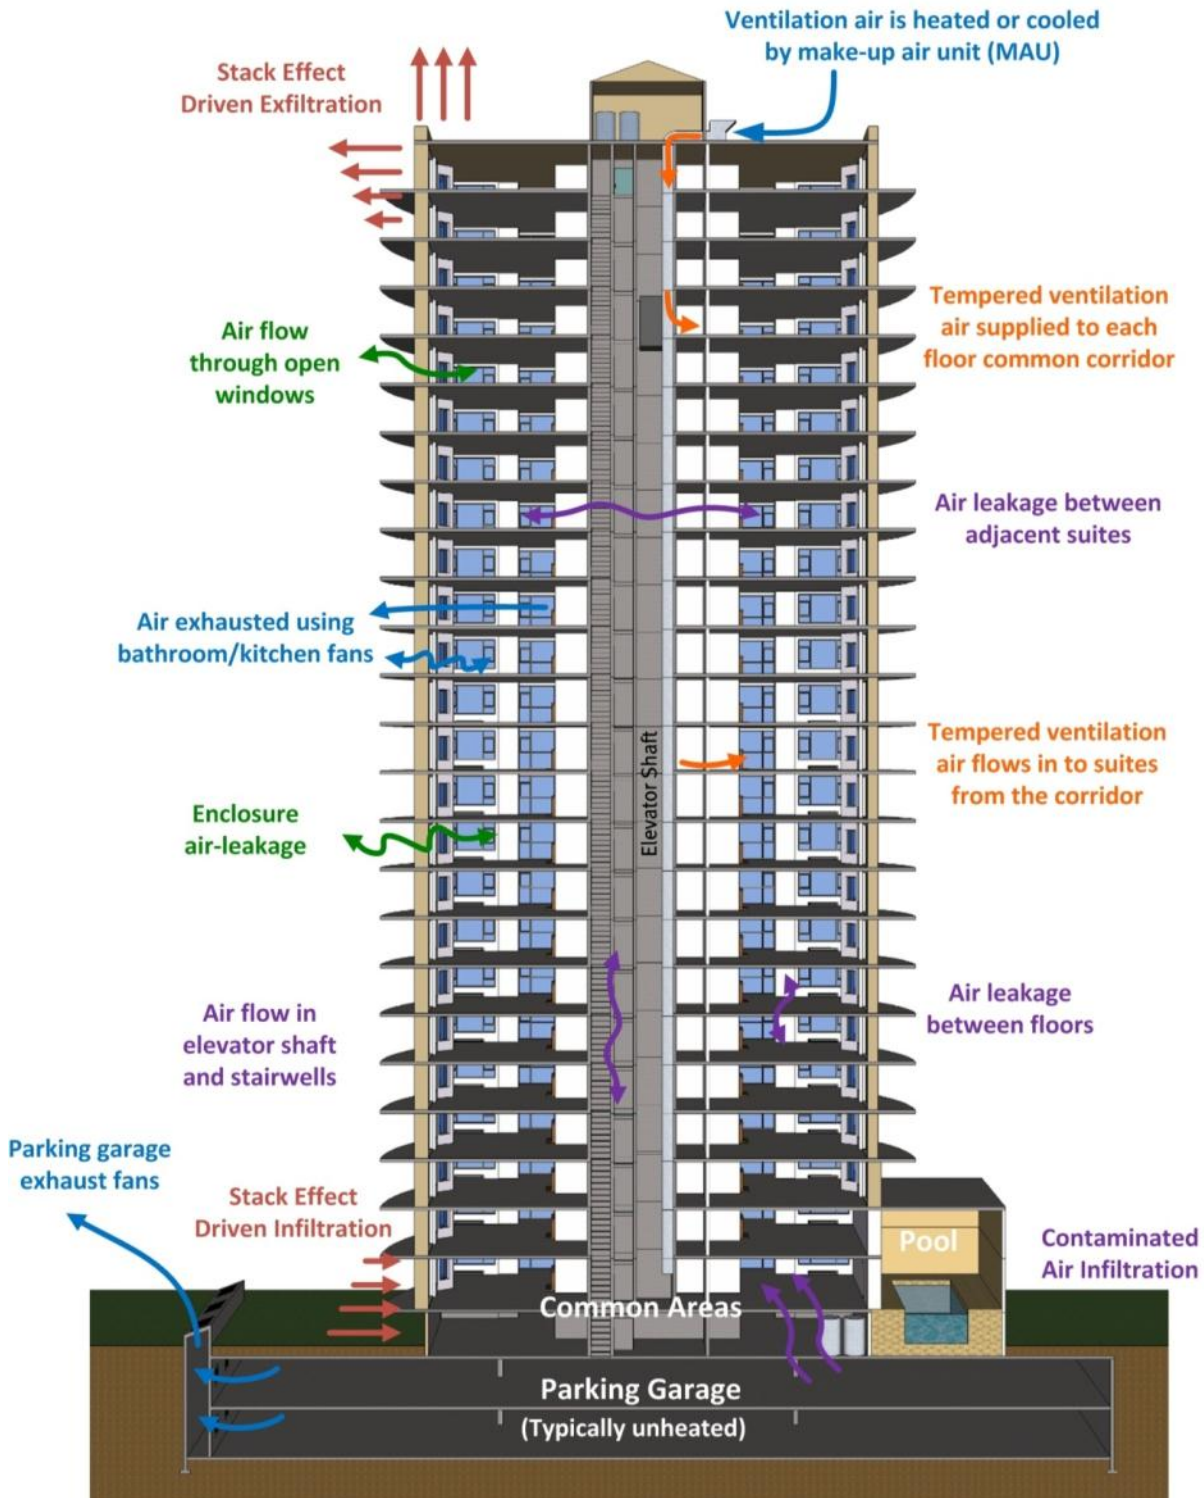 Ventilation air is heated or cooled
by make-up air unit (MAU)
Stack Effect
Driven Exfiltration
Tempered ventilation
air supplied to each
floor common corridor
Air flow
through open
windows
Air leakage between
adjacent suites
Air exhausted using
bathroom/kitchen fans
Elevator Shaft
Tempered ventilation
air flows in to suites
from the corridor
Enclosure
air-leakage
Air flow in
elevator shaft
and stairwells
Air leakage
between floors
Parking garage
exhaust fans
Stack Effect
Driven Infiltration
Pool
Contaminated
Air Infiltration
Common Areas
Parking Garage
(Typically unheated)